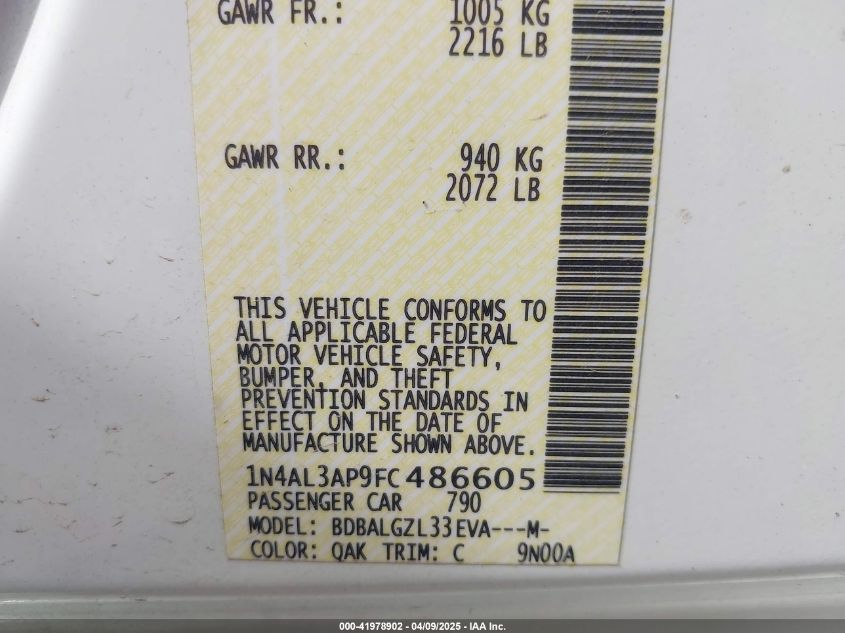 GAWR FR.: 1005 KG
2216 LB
GAWR RR.: 940 KG
2072 LB
THIS VEHICLE CONFORMS TO
ALL APPLICABLE FEDERAL
MOTOR VEHICLE SAFETY,
BUMPER, AND THEFT
PREVENTION STANDARDS IN
EFFECT ON THE DATE OF
MANUFACTURE SHOWN ABOVE.
1N4AL3AP9FC486605
PASSENGER CAR 790
MODEL: BDBALGZL33EVA---M-
COLOR: QAK TRIM: C 9N00A
000-41978902 - 04/09/2025 - IAA Inc.